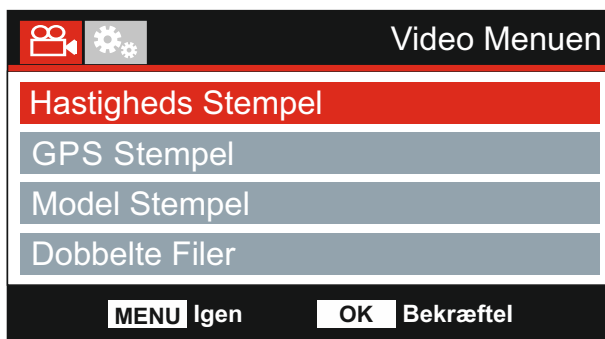 Video Menuen
Hastigheds Stempel
GPS Stempel
Model Stempel
Dobbelte Filer
MENU Igen OK Bekræftel